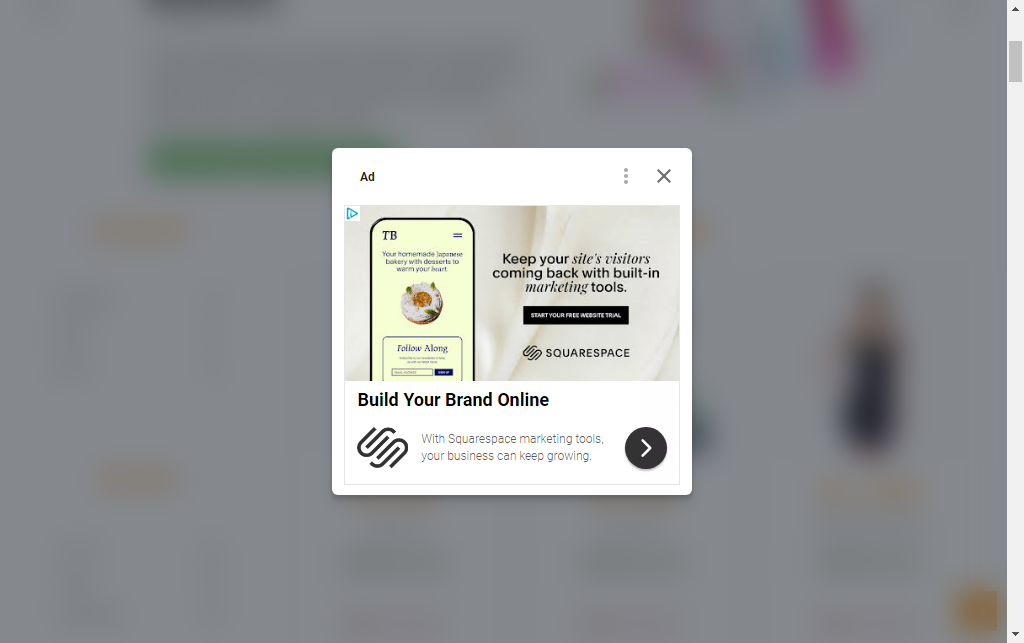 Ad
TB
Your homemade Japanese
bakery with desserts to
warm your heart.
Follow Along
SIGN UP
Keep your site's visitors
coming back with built-in
marketing tools.
START YOUR FREE WEBSITE TRIAL
SQUARESPACE
Build Your Brand Online
With Squarespace marketing tools,
your business can keep growing.